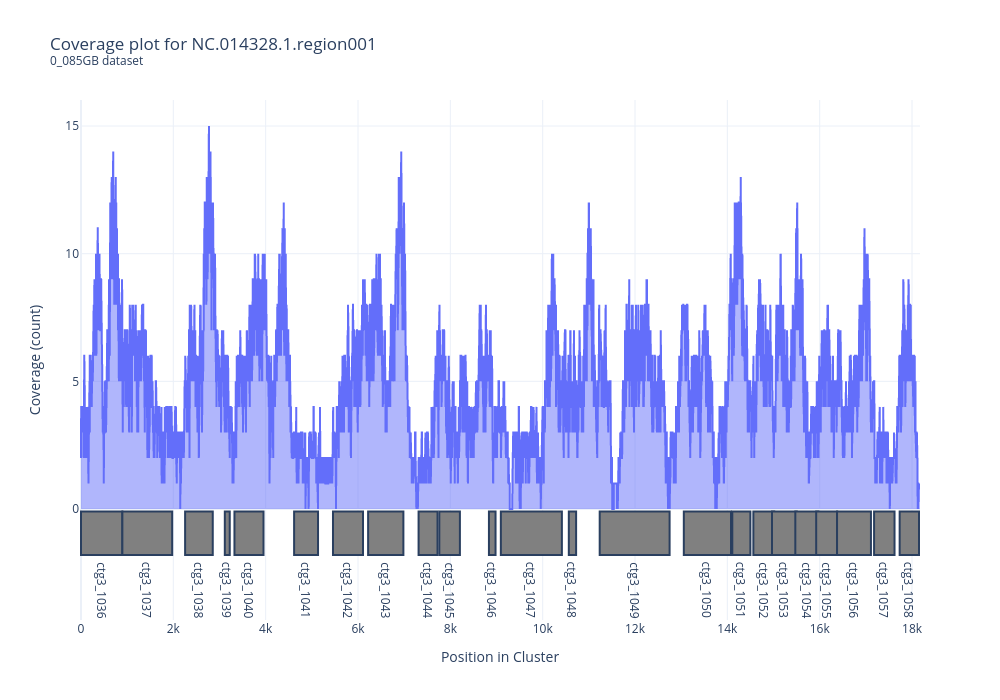 Coverage plot for NC.014328.1.region001
0_085GB dataset
15
10
5
0
Coverage (count)
ctg3_1036
ctg3_1037
ctg3_1038
ctg3_1039
ctg3_1040
ctg3_1041
ctg3_1042
ctg3_1043
ctg3_1044
ctg3_1045
ctg3_1046
ctg3_1047
ctg3_1048
ctg3_1049
ctg3_1050
ctg3_1051
ctg3_1052
ctg3_1053
ctg3_1054
ctg3_1055
ctg3_1056
ctg3_1057
ctg3_1058
0 2k 4k 6k 8k 10k 12k 14k 16k 18k
Position in Cluster